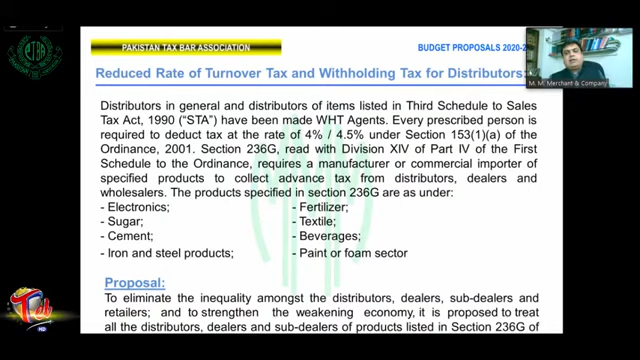 PAKISTAN TAX BAR ASSOCIATION
BUDGET PROPOSALS 2020-2
Reduced Rate of Turnover Tax and Withholding Tax for Distributors:
M. M. Merchant & Company
Distributors in general and distributors of items listed in Third Schedule to Sales
Tax Act, 1990 ("STA") have been made WHT Agents. Every prescribed person is
required to deduct tax at the rate of 4% / 4.5% under Section 153(1)(a) of the
Ordinance, 2001. Section 236G, read with Division XIV of Part IV of the First
Schedule to the Ordinance, requires a manufacturer or commercial importer of
specified products to collect advance tax from distributors, dealers and
wholesalers. The products specified in section 236G are as under:
- Electronics; - Fertilizer;
- Sugar; - Textile;
- Cement; - Beverages;
- Iron and steel products; - Paint or foam sector
Proposal:
To eliminate the inequality amongst the distributors, dealers, sub-dealers and
retailers; and to strengthen the weakening economy, it is proposed to treat
all the distributors, dealers and sub-dealers of products listed in Section 236G of
HD